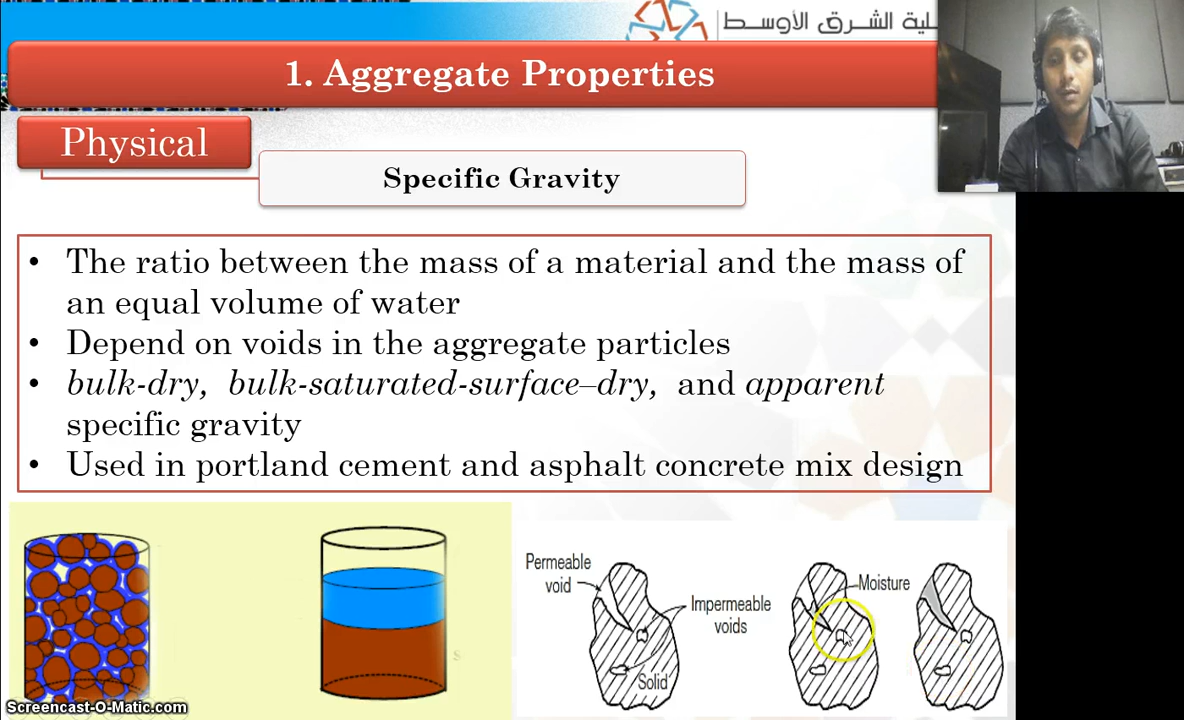 لية الشرق الأوسط
1. Aggregate Properties
Physical
Specific Gravity
• The ratio between the mass of a material and the mass of
an equal volume of water
• Depend on voids in the aggregate particles
• bulk-dry, bulk-saturated-surface–dry, and apparent
specific gravity
• Used in portland cement and asphalt concrete mix design
Permeable
void
Impermeable
voids
Solid
Moisture
s
Screencast-O-Matic.com